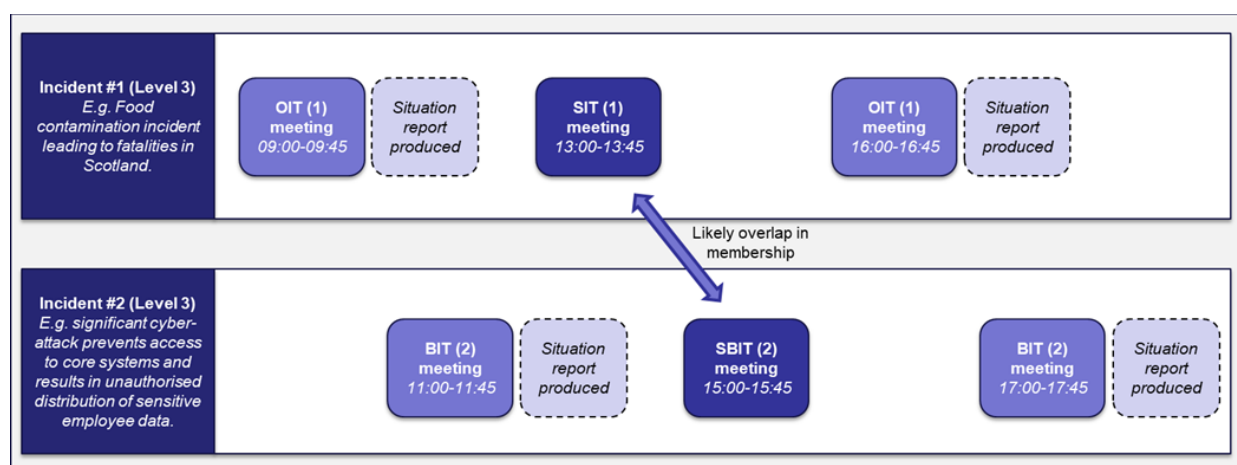 Incident #1 (Level 3)
E.g. Food
contamination incident
leading to fatalities in
Scotland.
OIT (1)
meeting
09:00-09:45
Situation
report
produced
SIT (1)
meeting
13:00-13:45
OIT (1)
meeting
16:00-16:45
Situation
report
produced
Likely overlap in
membership
Incident #2 (Level 3)
E.g. significant cyber-
attack prevents access
to core systems and
results in unauthorised
distribution of sensitive
employee data.
BIT (2)
meeting
11:00-11:45
Situation
report
produced
SBIT (2)
meeting
15:00-15:45
BIT (2)
meeting
17:00-17:45
Situation
report
produced